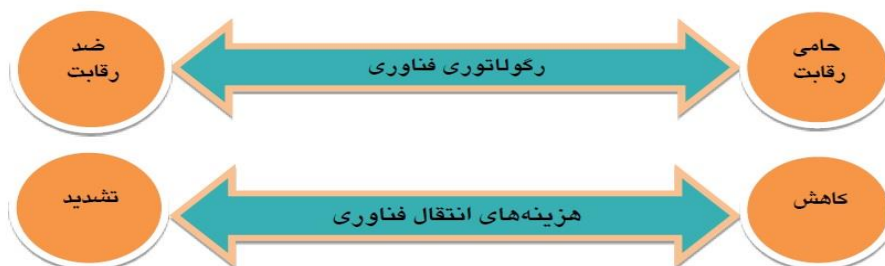 حامی
رقابت
رگولاتوری فناوری
ضد
رقابت
کاهش
هزینه‌های انتقال فناوری
تشدید